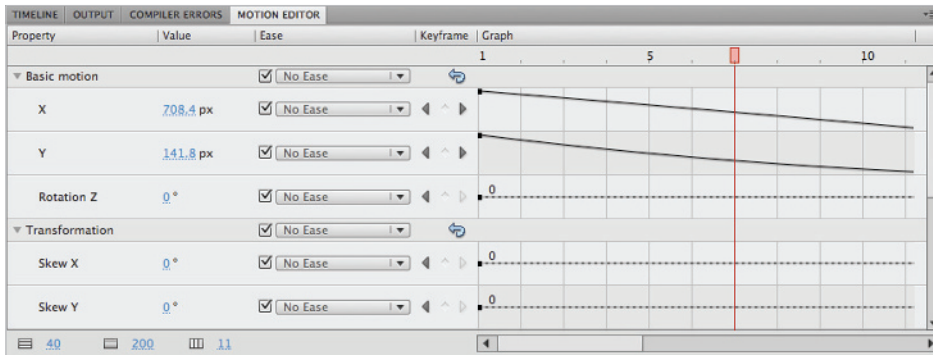 TIMELINE OUTPUT COMPILER ERRORS MOTION EDITOR
Property Value Ease Keyframe Graph
1 5 10
Basic motion No Ease
X 708.4 px No Ease
Y 141.8 px No Ease
Rotation Z 0 ° No Ease 0
Transformation No Ease
Skew X 0 ° No Ease 0
Skew Y 0 ° No Ease 0
40 200 11